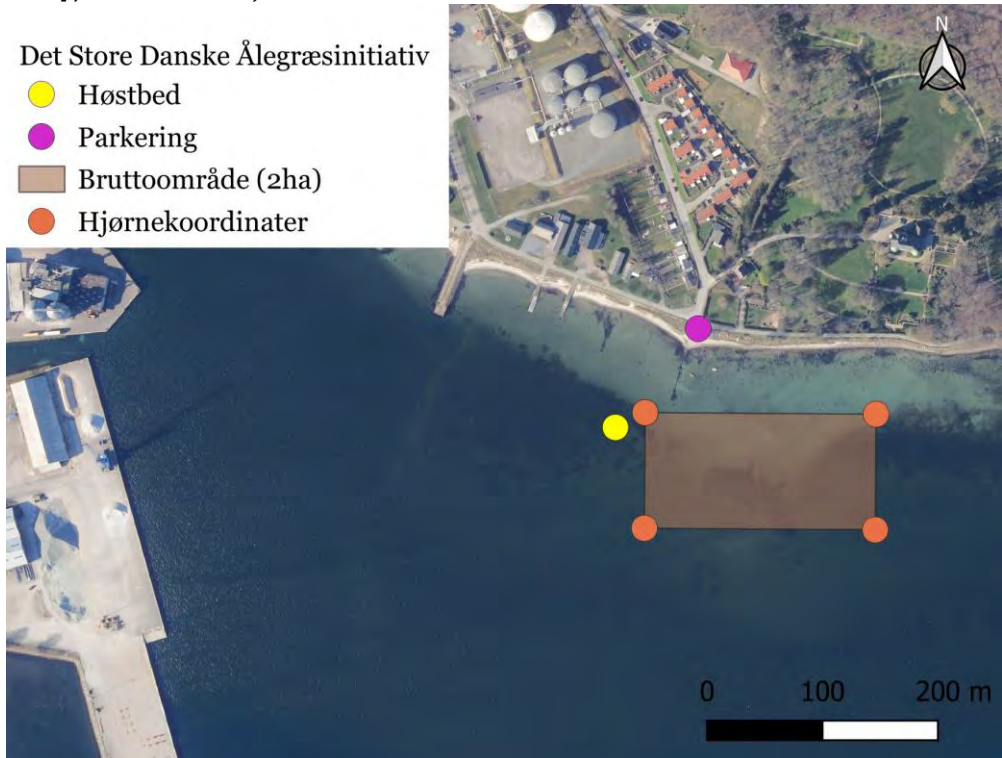 Det Store Danske Ålegræsinitiativ
Høstbed
Parkering
Bruttoområde (2ha)
Hjørnekoordinater
N
0 100 200 m